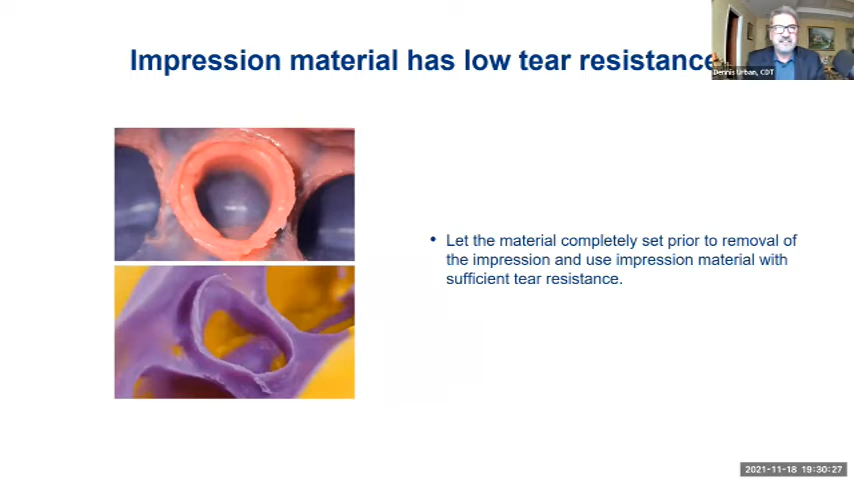 Impression material has low tear resistance
Dennis Urban, CDT
• Let the material completely set prior to removal of
the impression and use impression material with
sufficient tear resistance.
2021-11-18 19:30:27